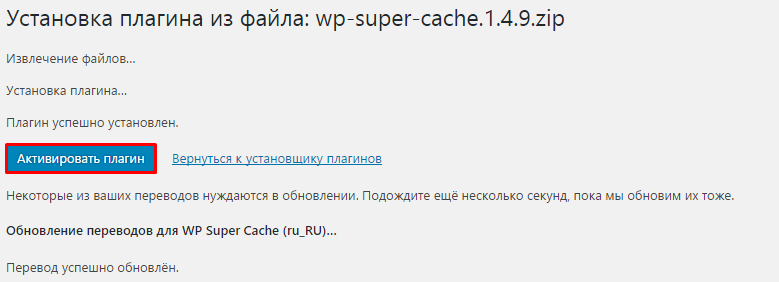 Установка плагина из файла: wp-super-cache.1.4.9.zip
Извлечение файлов…
Установка плагина…
Плагин успешно установлен.
Активировать плагин Вернуться к установщику плагинов
Некоторые из ваших переводов нуждаются в обновлении. Подождите ещё несколько секунд, пока мы обновим их тоже.
Обновление переводов для WP Super Cache (ru_RU)…
Перевод успешно обновлён.